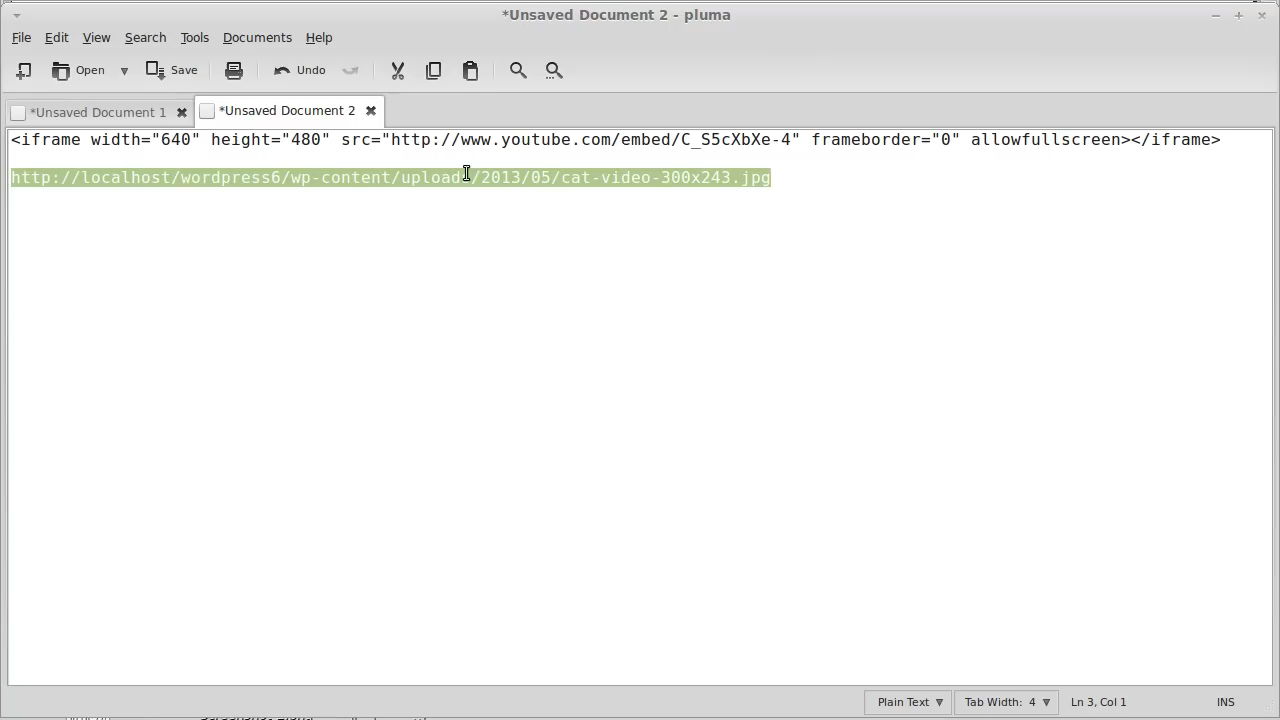 *Unsaved Document 2 - pluma
File Edit View Search Tools Documents Help
Open Save Undo
*Unsaved Document 1 *Unsaved Document 2
<iframe width="640" height="480" src="http://www.youtube.com/embed/C_S5cXbXe-4" frameborder="0" allowfullscreen></iframe>
http://localhost/wordpress6/wp-content/uploads/2013/05/cat-video-300x243.jpg
Plain Text Tab Width: 4 Ln 3, Col 1 INS